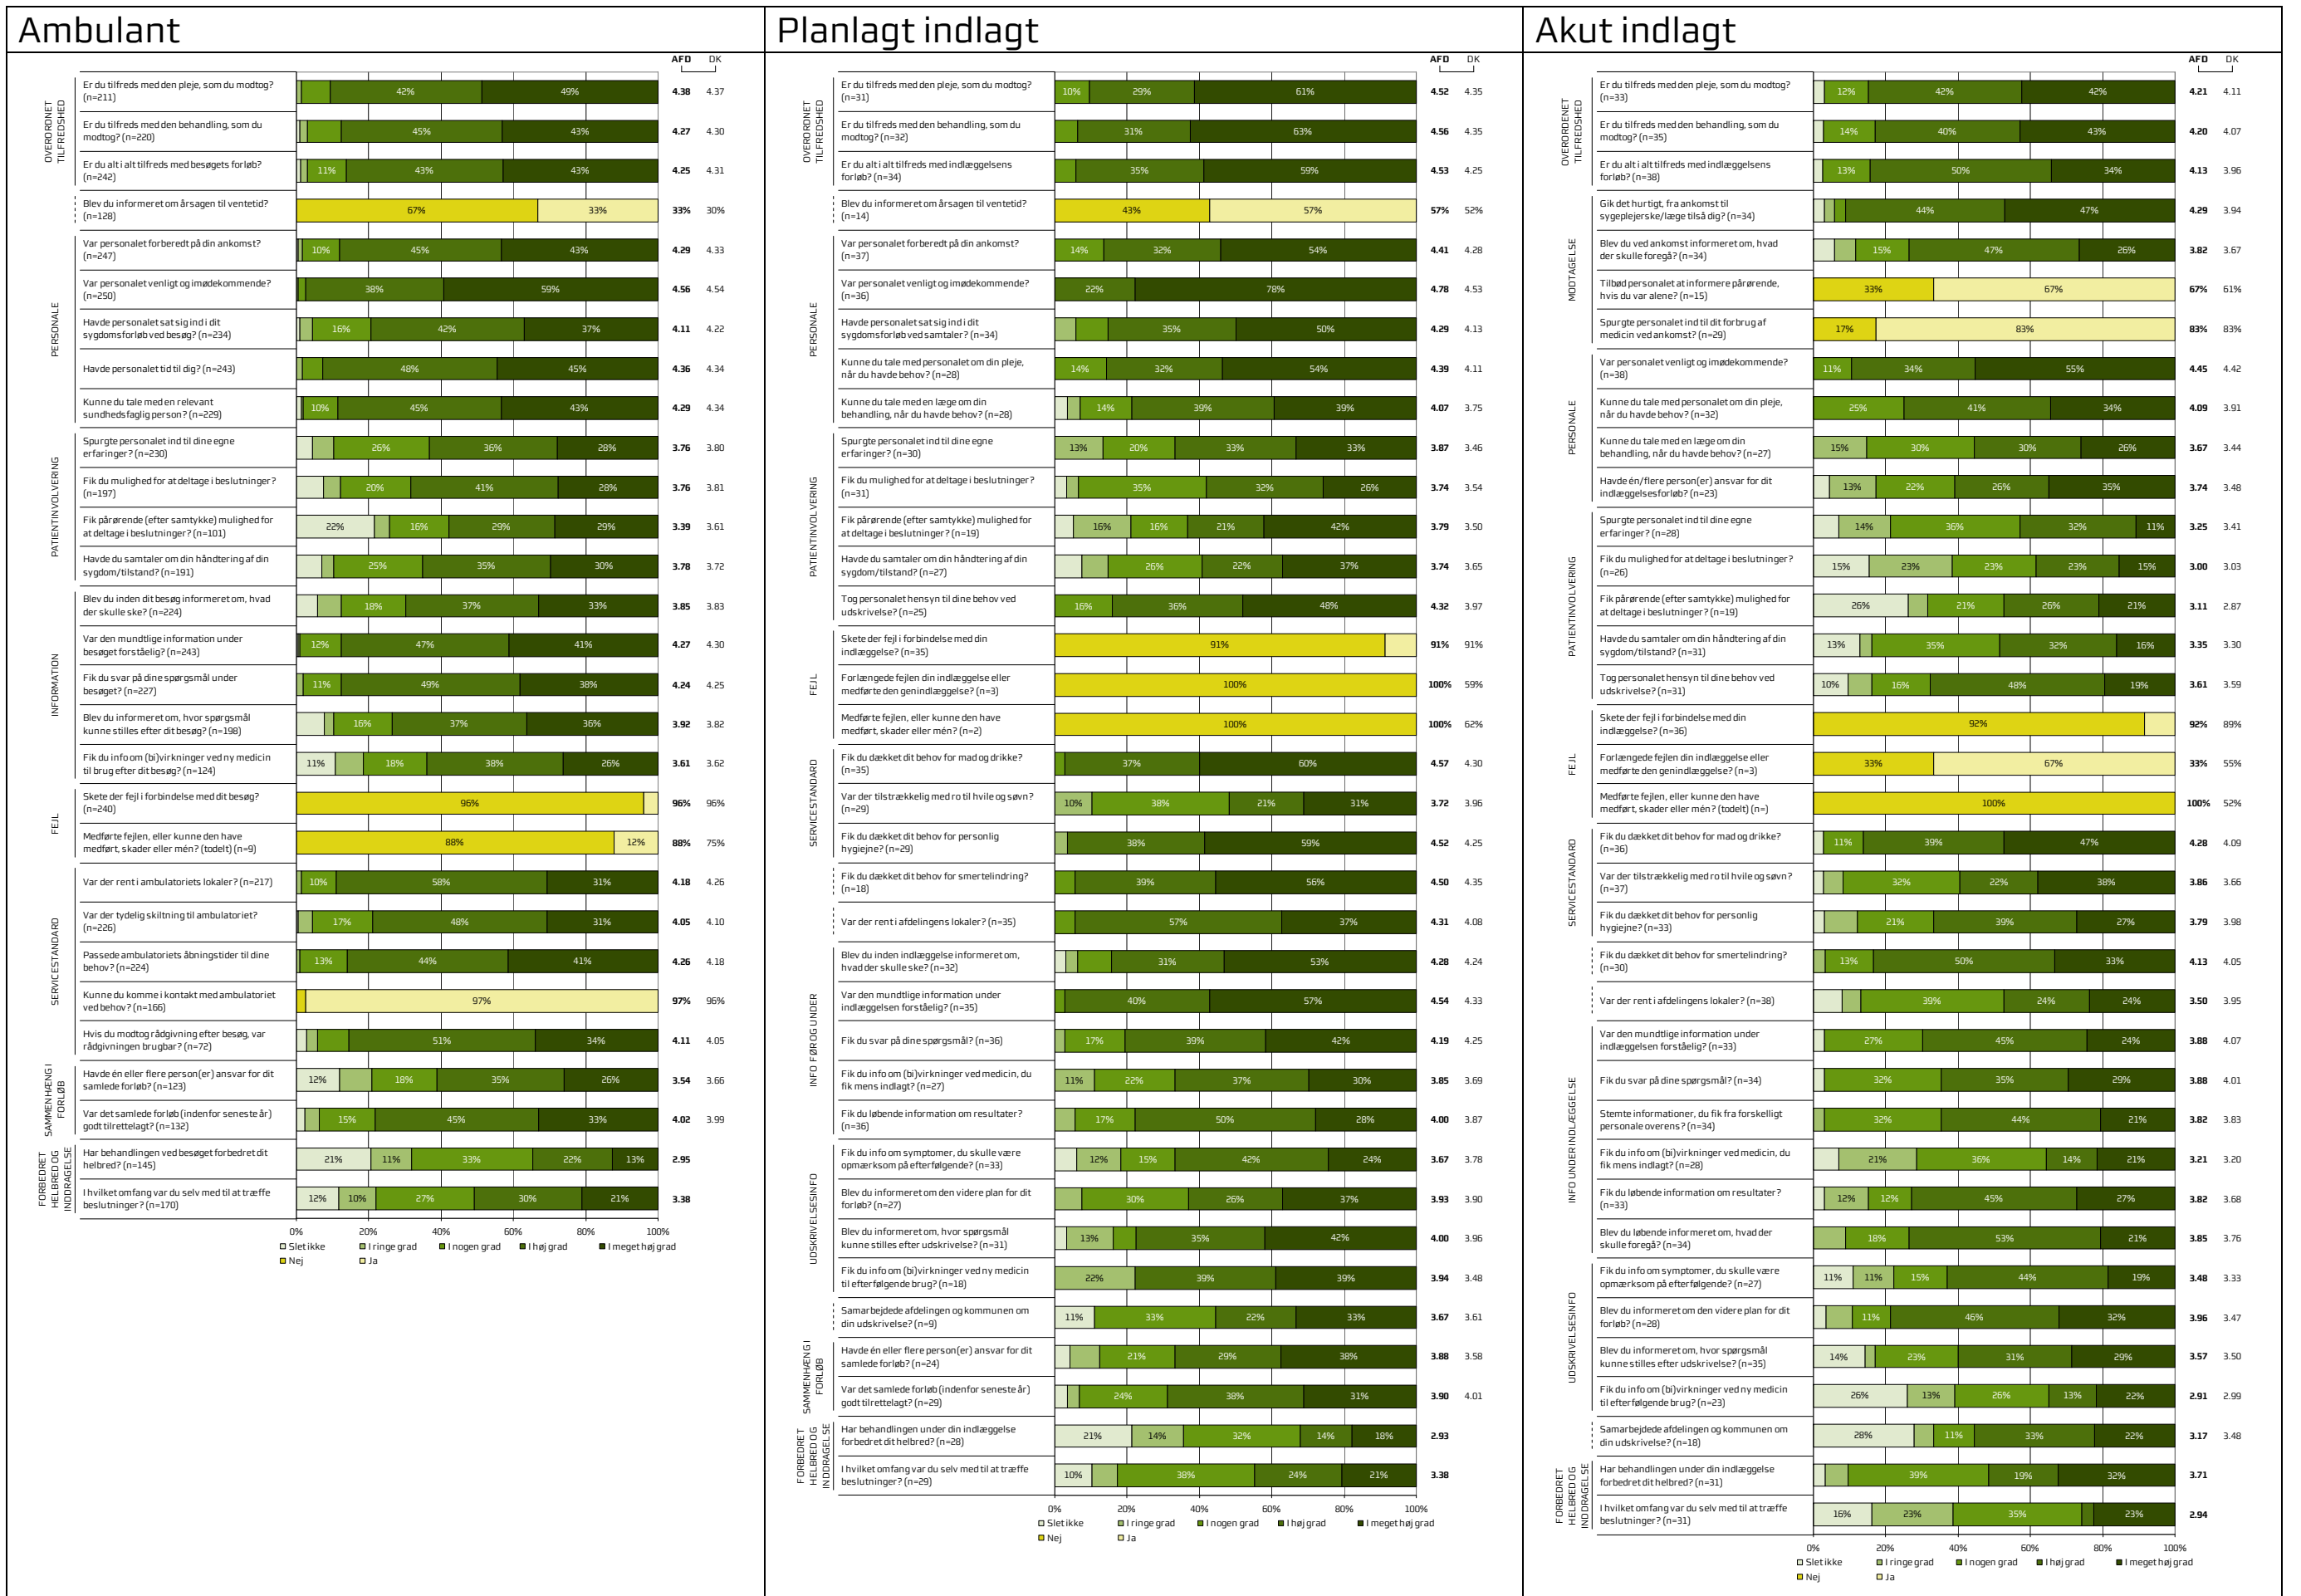 Ambulant
AFD DK
OVERORDNET TILFREDSHED
Er du tilfreds med den pleje, som du modtog? (n=211) 42% 49% 4.38 4.37
Er du tilfreds med den behandling, som du modtog? (n=220) 45% 43% 4.27 4.30
Er du alt i alt tilfreds med besøgets forløb? (n=242) 11% 43% 43% 4.25 4.31
Blev du informeret om årsagen til ventetid? (n=128) 67% 33% 33% 30%
PERSONALE
Var personalet forberedt på din ankomst? (n=247) 10% 45% 43% 4.29 4.33
Var personalet venligt og imødekommende? (n=250) 38% 59% 4.56 4.54
Havde personalet sat sig ind i dit sygdomsforløb ved besøg? (n=234) 16% 42% 37% 4.11 4.22
Havde personalet tid til dig? (n=243) 48% 45% 4.36 4.34
Kunne du tale med en relevant sundhedsfaglig person? (n=229) 10% 45% 43% 4.29 4.34
PATIENTINVOLVERING
Spurgte personalet ind til dine egne erfaringer? (n=230) 26% 36% 28% 3.76 3.80
Fik du mulighed for at deltage i beslutninger? (n=197) 20% 41% 28% 3.76 3.81
Fik pårørende (efter samtykke) mulighed for at deltage i beslutninger? (n=101) 22% 16% 29% 29% 3.39 3.61
Havde du samtaler om din håndtering af din sygdom/tilstand? (n=191) 25% 35% 30% 3.78 3.72
INFORMATION
Blev du inden dit besøg informeret om, hvad der skulle ske? (n=224) 18% 37% 33% 3.85 3.83
Var den mundtlige information under besøget forståelig? (n=243) 12% 47% 41% 4.27 4.30
Fik du svar på dine spørgsmål under besøget? (n=227) 11% 49% 38% 4.24 4.25
Blev du informeret om, hvor spørgsmål kunne stilles efter dit besøg? (n=198) 16% 37% 36% 3.92 3.82
Fik du info om (bi)virkninger ved ny medicin til brug efter dit besøg? (n=124) 11% 18% 38% 26% 3.61 3.62
FEJL
Skete der fejl i forbindelse med dit besøg? (n=240) 96% 96% 96%
Medførte fejlen, eller kunne den have medført, skader eller mén? (todelt) (n=9) 88% 12% 88% 75%
SERVICESTANDARD
Var der rent i ambulatoriets lokaler? (n=217) 10% 58% 31% 4.18 4.26
Var der tydelig skiltning til ambulatoriet? (n=226) 17% 48% 31% 4.05 4.10
Passede ambulatoriets åbningstider til dine behov? (n=224) 13% 44% 41% 4.26 4.18
Kunne du komme i kontakt med ambulatoriet ved behov? (n=166) 97% 97% 96%
Hvis du modtog rådgivning efter besøg, var rådgivningen brugbar? (n=72) 51% 34% 4.11 4.05
SAMMENHÆNG I FORLØB
Havde én eller flere person(er) ansvar for dit samlede forløb? (n=123) 12% 18% 35% 26% 3.54 3.66
Var det samlede forløb (indenfor seneste år) godt tilrettelagt? (n=132) 15% 45% 33% 4.02 3.99
FORBEDRET HELBRED OG INDDRAGELSE
Har behandlingen ved besøget forbedret dit helbred? (n=145) 21% 11% 33% 22% 13% 2.95
I hvilket omfang var du selv med til at træffe beslutninger? (n=170) 12% 10% 27% 30% 21% 3.38
0% 20% 40% 60% 80% 100%
Slet ikke I ringe grad I nogen grad I høj grad I meget høj grad
Nej Ja
Planlagt indlagt
AFD DK
OVERORDNET TILFREDSHED
Er du tilfreds med den pleje, som du modtog? (n=31) 10% 29% 61% 4.52 4.35
Er du tilfreds med den behandling, som du modtog? (n=32) 31% 63% 4.56 4.35
Er du alt i alt tilfreds med indlæggelsens forløb? (n=34) 35% 59% 4.53 4.25
Blev du informeret om årsagen til ventetid? (n=14) 43% 57% 57% 52%
PERSONALE
Var personalet forberedt på din ankomst? (n=37) 14% 32% 54% 4.41 4.28
Var personalet venligt og imødekommende? (n=36) 22% 78% 4.78 4.53
Havde personalet sat sig ind i dit sygdomsforløb ved samtaler? (n=34) 35% 50% 4.29 4.13
Kunne du tale med personalet om din pleje, når du havde behov? (n=28) 14% 32% 54% 4.39 4.11
Kunne du tale med en læge om din behandling, når du havde behov? (n=28) 14% 39% 39% 4.07 3.75
PATIENTINVOLVERING
Spurgte personalet ind til dine egne erfaringer? (n=30) 13% 20% 33% 33% 3.87 3.46
Fik du mulighed for at deltage i beslutninger? (n=31) 35% 32% 26% 3.74 3.54
Fik pårørende (efter samtykke) mulighed for at deltage i beslutninger? (n=19) 16% 16% 21% 42% 3.79 3.50
Havde du samtaler om din håndtering af din sygdom/tilstand? (n=27) 26% 22% 37% 3.74 3.65
Tog personalet hensyn til dine behov ved udskrivelse? (n=25) 16% 36% 48% 4.32 3.97
FEJL
Skete der fejl i forbindelse med din indlæggelse? (n=35) 91% 91% 91%
Forlængede fejlen din indlæggelse eller medførte den genindlæggelse? (n=3) 100% 100% 59%
Medførte fejlen, eller kunne den have medført, skader eller mén? (n=2) 100% 100% 62%
SERVICESTANDARD
Fik du dækket dit behov for mad og drikke? (n=35) 37% 60% 4.57 4.30
Var der tilstrækkelig med ro til hvile og søvn? (n=29) 10% 38% 21% 31% 3.72 3.96
Fik du dækket dit behov for personlig hygiejne? (n=29) 38% 59% 4.52 4.25
Fik du dækket dit behov for smertelindring? (n=18) 39% 56% 4.50 4.35
Var der rent i afdelingens lokaler? (n=35) 57% 37% 4.31 4.08
INFO FØR OG UNDER
Blev du inden indlæggelse informeret om, hvad der skulle ske? (n=32) 31% 53% 4.28 4.24
Var den mundtlige information under indlæggelsen forståelig? (n=35) 40% 57% 4.54 4.33
Fik du svar på dine spørgsmål? (n=36) 17% 39% 42% 4.19 4.25
Fik du info om (bi)virkninger ved medicin, du fik mens indlagt? (n=27) 11% 22% 37% 30% 3.85 3.69
Fik du løbende information om resultater? (n=36) 17% 50% 28% 4.00 3.87
UDSKRIVELSESINFO
Fik du info om symptomer, du skulle være opmærksom på efterfølgende? (n=33) 12% 15% 42% 24% 3.67 3.78
Blev du informeret om den videre plan for dit forløb? (n=27) 30% 26% 37% 3.93 3.90
Blev du informeret om, hvor spørgsmål kunne stilles efter udskrivelse? (n=31) 13% 35% 42% 4.00 3.96
Fik du info om (bi)virkninger ved ny medicin til efterfølgende brug? (n=18) 22% 39% 39% 3.94 3.48
Samarbejdede afdelingen og kommunen om din udskrivelse? (n=9) 11% 33% 22% 33% 3.67 3.61
SAMMENHÆNG I FORLØB
Havde én eller flere person(er) ansvar for dit samlede forløb? (n=24) 21% 29% 38% 3.88 3.58
Var det samlede forløb (indenfor seneste år) godt tilrettelagt? (n=29) 24% 38% 31% 3.90 4.01
FORBEDRET HELBRED OG INDDRAGELSE
Har behandlingen under din indlæggelse forbedret dit helbred? (n=28) 21% 14% 32% 14% 18% 2.93
I hvilket omfang var du selv med til at træffe beslutninger? (n=29) 10% 38% 24% 21% 3.38
0% 20% 40% 60% 80% 100%
Slet ikke I ringe grad I nogen grad I høj grad I meget høj grad
Nej Ja
Akut indlagt
AFD DK
OVERORDENET TILFREDSHED
Er du tilfreds med den pleje, som du modtog? (n=33) 12% 42% 42% 4.21 4.11
Er du tilfreds med den behandling, som du modtog? (n=35) 14% 40% 43% 4.20 4.07
Er du alt i alt tilfreds med indlæggelsens forløb? (n=38) 13% 50% 34% 4.13 3.96
MODTAGELSE
Gik det hurtigt, fra ankomst til sygeplejerske/læge tilså dig? (n=34) 44% 47% 4.29 3.94
Blev du ved ankomst informeret om, hvad der skulle foregå? (n=34) 15% 47% 26% 3.82 3.67
Tilbød personalet at informere pårørende, hvis du var alene? (n=15) 33% 67% 67% 61%
Spurgte personalet ind til dit forbrug af medicin ved ankomst? (n=29) 17% 83% 83% 83%
PERSONALE
Var personalet venligt og imødekommende? (n=38) 11% 34% 55% 4.45 4.42
Kunne du tale med personalet om din pleje, når du havde behov? (n=32) 25% 41% 34% 4.09 3.91
Kunne du tale med en læge om din behandling, når du havde behov? (n=27) 15% 30% 30% 26% 3.67 3.44
Havde én/flere person(er) ansvar for dit indlæggelsesforløb? (n=23) 13% 22% 26% 35% 3.74 3.48
PATIENTINVOLVERING
Spurgte personalet ind til dine egne erfaringer? (n=28) 14% 36% 32% 11% 3.25 3.41
Fik du mulighed for at deltage i beslutninger? (n=26) 15% 23% 23% 23% 15% 3.00 3.03
Fik pårørende (efter samtykke) mulighed for at deltage i beslutninger? (n=19) 26% 21% 26% 21% 3.11 2.87
Havde du samtaler om din håndtering af din sygdom/tilstand? (n=31) 13% 35% 32% 16% 3.35 3.30
Tog personalet hensyn til dine behov ved udskrivelse? (n=31) 10% 16% 48% 19% 3.61 3.59
FEJL
Skete der fejl i forbindelse med din indlæggelse? (n=36) 92% 92% 89%
Forlængede fejlen din indlæggelse eller medførte den genindlæggelse? (n=3) 33% 67% 33% 55%
Medførte fejlen, eller kunne den have medført, skader eller mén? (todelt) (n=) 100% 100% 52%
SERVICESTANDARD
Fik du dækket dit behov for mad og drikke? (n=36) 11% 39% 47% 4.28 4.09
Var der tilstrækkelig med ro til hvile og søvn? (n=37) 32% 22% 38% 3.86 3.66
Fik du dækket dit behov for personlig hygiejne? (n=33) 21% 39% 27% 3.79 3.98
Fik du dækket dit behov for smertelindring? (n=30) 13% 50% 33% 4.13 4.05
Var der rent i afdelingens lokaler? (n=38) 39% 24% 24% 3.50 3.95
INFO UNDER INDLÆGGELSE
Var den mundtlige information under indlæggelsen forståelig? (n=33) 27% 45% 24% 3.88 4.07
Fik du svar på dine spørgsmål? (n=34) 32% 35% 29% 3.88 4.01
Stemte informationer, du fik fra forskelligt personale overens? (n=34) 32% 44% 21% 3.82 3.83
Fik du info om (bi)virkninger ved medicin, du fik mens indlagt? (n=28) 21% 36% 14% 21% 3.21 3.20
Fik du løbende information om resultater? (n=33) 12% 12% 45% 27% 3.82 3.68
Blev du løbende informeret om, hvad der skulle foregå? (n=34) 18% 53% 21% 3.85 3.76
UDSKRIVELSESINFO
Fik du info om symptomer, du skulle være opmærksom på efterfølgende? (n=27) 11% 11% 15% 44% 19% 3.48 3.33
Blev du informeret om den videre plan for dit forløb? (n=28) 11% 46% 32% 3.96 3.47
Blev du informeret om, hvor spørgsmål kunne stilles efter udskrivelse? (n=35) 14% 23% 31% 29% 3.57 3.50
Fik du info om (bi)virkninger ved ny medicin til efterfølgende brug? (n=23) 26% 13% 26% 13% 22% 2.91 2.99
Samarbejdede afdelingen og kommunen om din udskrivelse? (n=18) 28% 11% 33% 22% 3.17 3.48
FORBEDRET HELBRED OG INDDRAGELSE
Har behandlingen under din indlæggelse forbedret dit helbred? (n=31) 39% 19% 32% 3.71
I hvilket omfang var du selv med til at træffe beslutninger? (n=31) 16% 23% 35% 23% 2.94
0% 20% 40% 60% 80% 100%
Slet ikke I ringe grad I nogen grad I høj grad I meget høj grad
Nej Ja